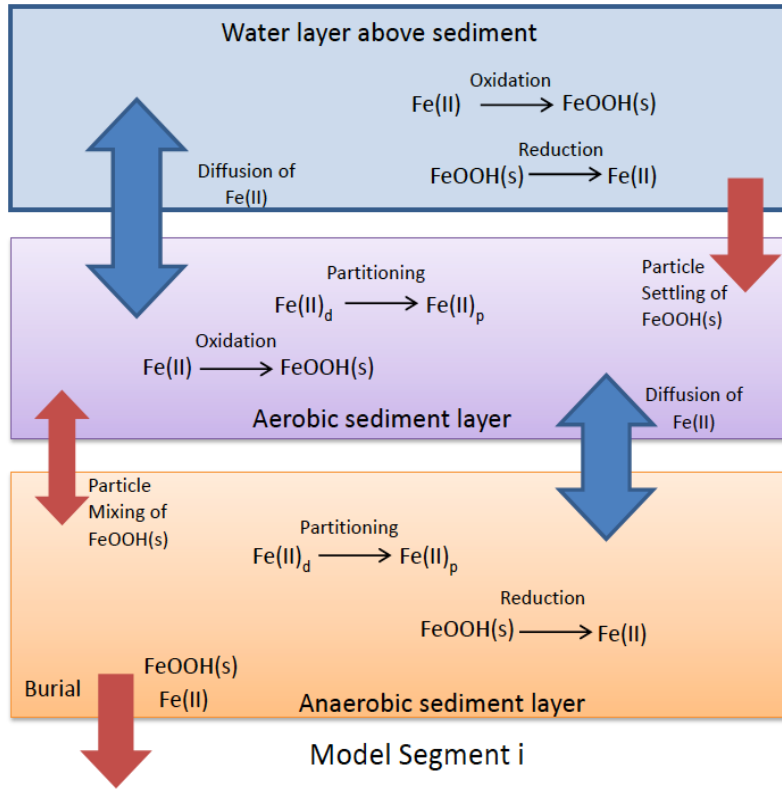 Water layer above sediment
Oxidation
Fe(II) → FeOOH(s)
Reduction
FeOOH(s) → Fe(II)
Diffusion of
Fe(II)
Partitioning
Fe(II)d → Fe(II)p
Particle
Settling of
FeOOH(s)
Oxidation
Fe(II) → FeOOH(s)
Aerobic sediment layer
Diffusion of
Fe(II)
Particle
Mixing of
FeOOH(s)
Partitioning
Fe(II)d → Fe(II)p
Reduction
FeOOH(s) → Fe(II)
Burial
FeOOH(s)
Fe(II)
Anaerobic sediment layer
Model Segment i